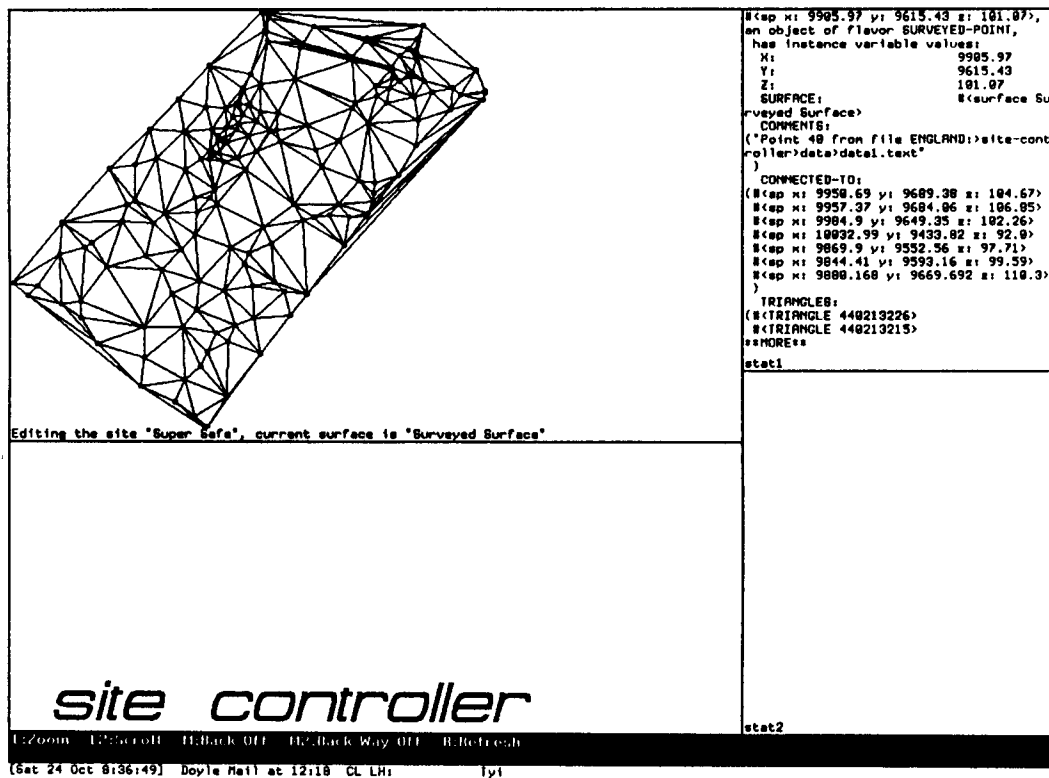 #<sp x: 9905.97 y: 9615.43 z: 101.07>,
an object of flavor SURVEYED-POINT,
has instance variable values:
X: 9905.97
Y: 9615.43
Z: 101.07
SURFACE: #<surface Su
rveyed Surface>
COMMENTS:
("Point 40 from file ENGLAND:>site-cont
roller>data>data1.text"
)
CONNECTED-TO:
(#<sp x: 9950.69 y: 9609.38 z: 104.67>
#<sp x: 9957.37 y: 9604.06 z: 106.85>
#<sp x: 9904.9 y: 9649.35 z: 102.26>
#<sp x: 10032.99 y: 9433.82 z: 92.0>
#<sp x: 9869.9 y: 9552.56 z: 97.71>
#<sp x: 9844.41 y: 9593.16 z: 99.59>
#<sp x: 9880.168 y: 9669.692 z: 110.3>
)
TRIANGLES:
(#<TRIANGLE 440213226>
#<TRIANGLE 440213215>
**MORE**
stat1
Editing the site "Super Safe", current surface is "Surveyed Surface"
site controller
stat2
L:Zoom L2:Scroll M:Back Off M2:Back Way Off R:Refresh
[Sat 24 Oct 8:36:49] Doyle Mail at 12:18 CL LH: Tyi